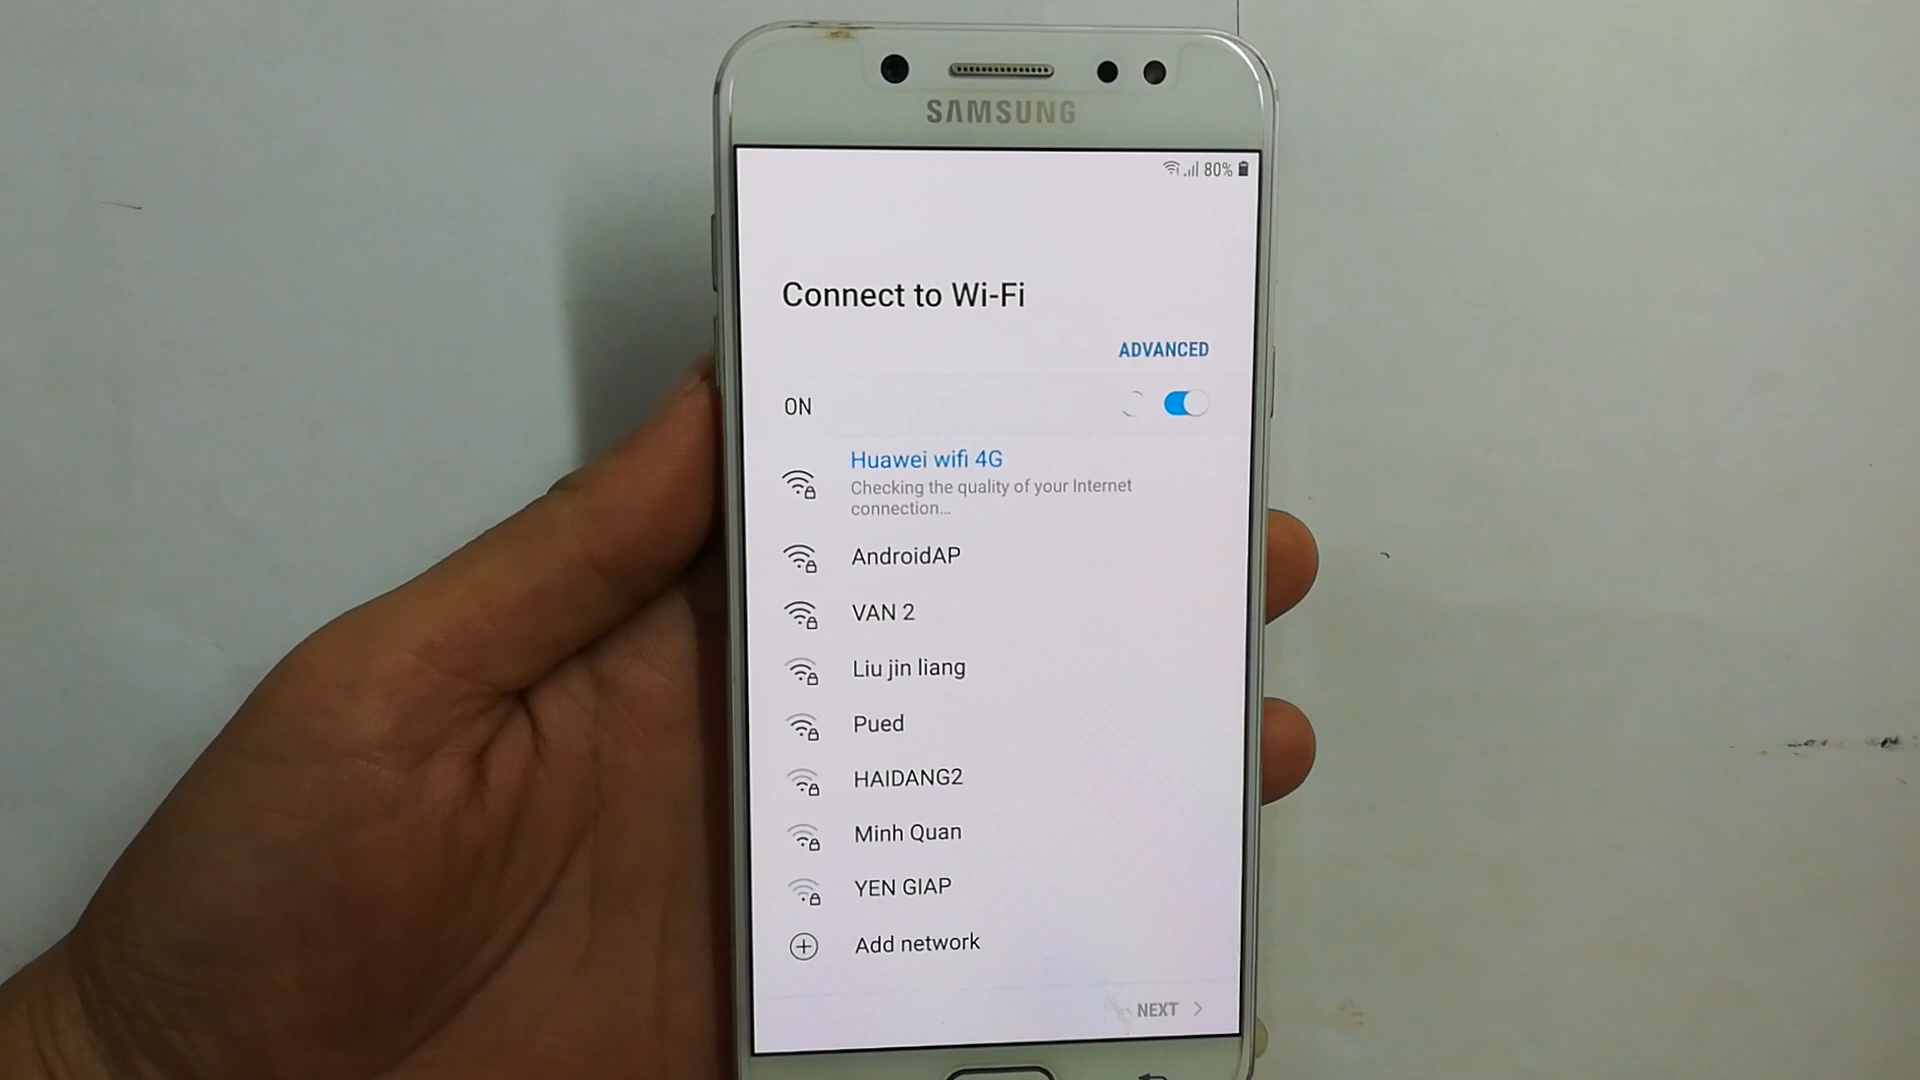 SAMSUNG
80%
Connect to Wi-Fi
ADVANCED
ON
Huawei wifi 4G
Checking the quality of your Internet
connection...
AndroidAP
VAN 2
Liu jin liang
Pued
HAIDANG2
Minh Quan
YEN GIAP
Add network
NEXT